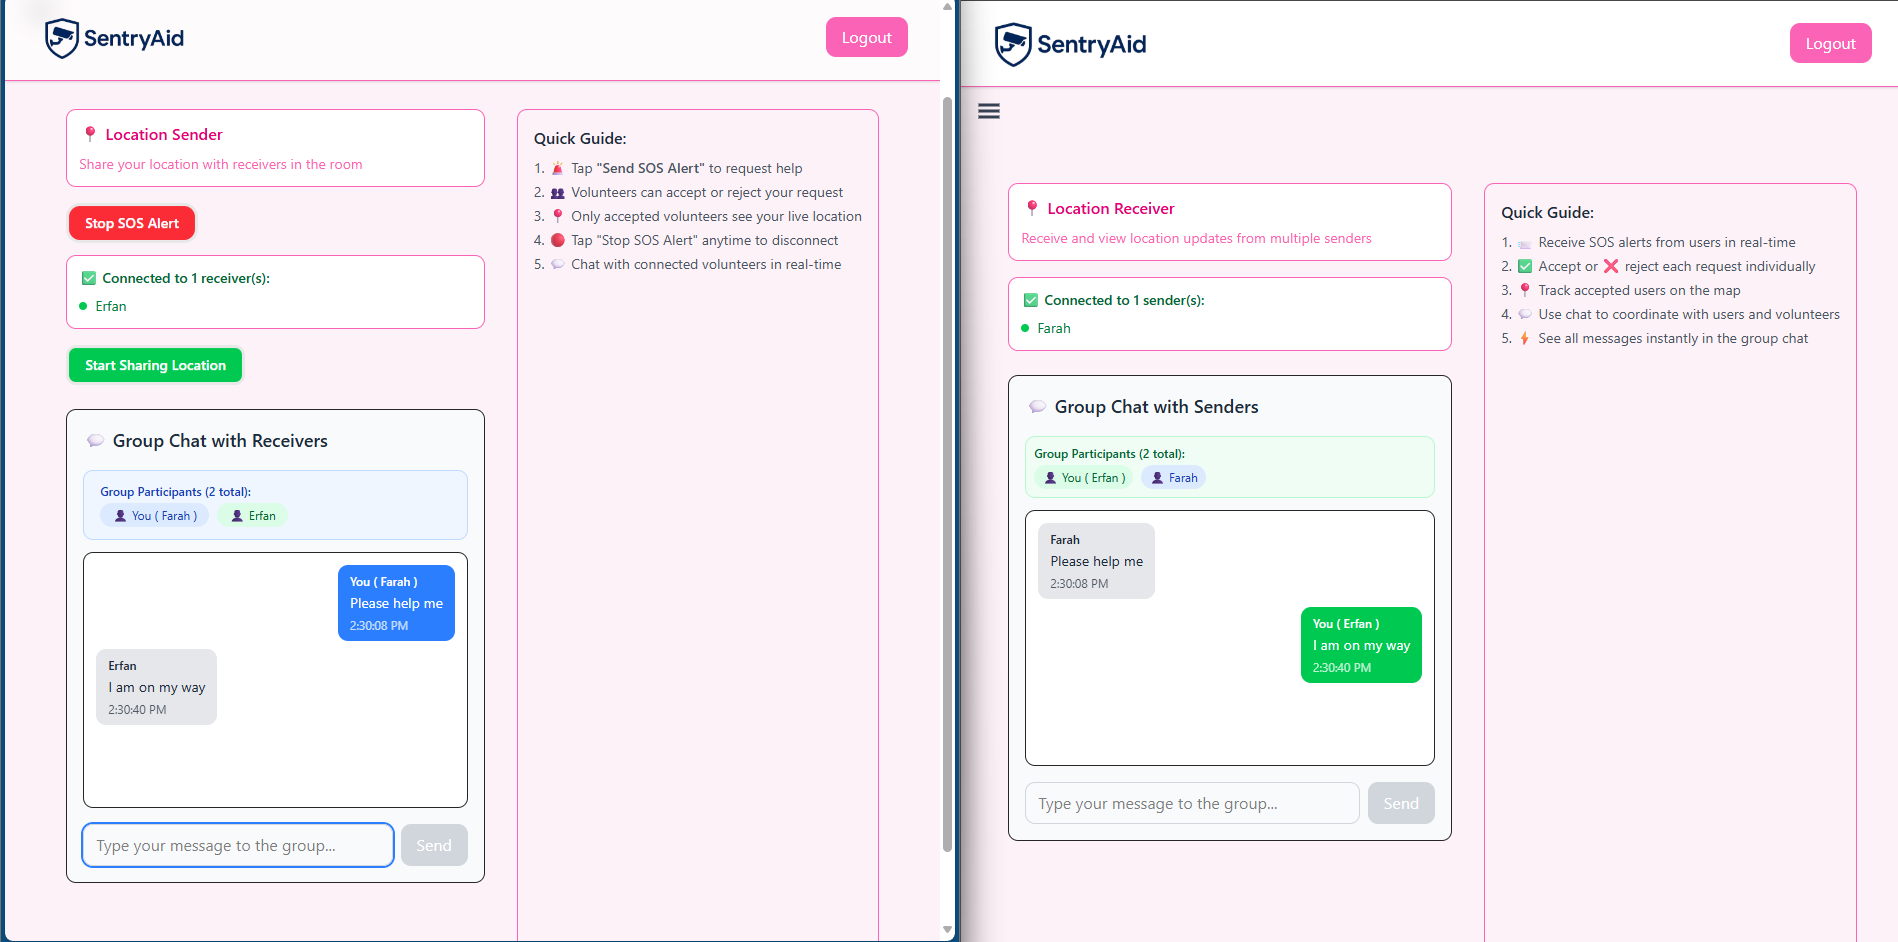 SentryAid
Logout
📍 Location Sender
Share your location with receivers in the room
Stop SOS Alert
✅ Connected to 1 receiver(s):
Erfan
Start Sharing Location
💬 Group Chat with Receivers
Group Participants (2 total):
👤 You ( Farah ) 👤 Erfan
You ( Farah )
Please help me
2:30:08 PM
Erfan
I am on my way
2:30:40 PM
Type your message to the group...
Send
Quick Guide:
1. 🚨 Tap "Send SOS Alert" to request help
2. 👥 Volunteers can accept or reject your request
3. 📍 Only accepted volunteers see your live location
4. 🔴 Tap "Stop SOS Alert" anytime to disconnect
5. 💬 Chat with connected volunteers in real-time
SentryAid
Logout
📍 Location Receiver
Receive and view location updates from multiple senders
✅ Connected to 1 sender(s):
Farah
💬 Group Chat with Senders
Group Participants (2 total):
👤 You ( Erfan ) 👤 Farah
Farah
Please help me
2:30:08 PM
You ( Erfan )
I am on my way
2:30:40 PM
Type your message to the group...
Send
Quick Guide:
1. 📨 Receive SOS alerts from users in real-time
2. ✅ Accept or ❌ reject each request individually
3. 📍 Track accepted users on the map
4. 💬 Use chat to coordinate with users and volunteers
5. ⚡ See all messages instantly in the group chat